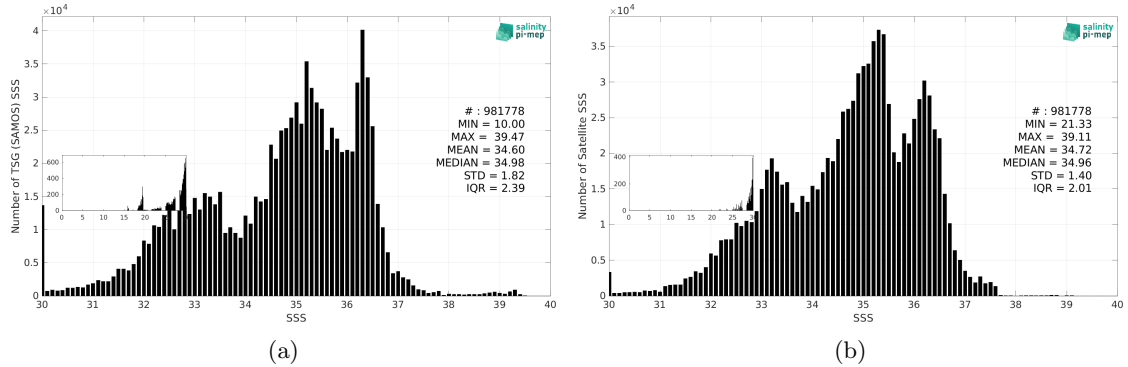 ×10⁴
4
3.5
3
2.5
2
1.5
1
0.5
0
30
31
32
33
34
35
36
37
38
39
40
SSS
Number of TSG (SAMOS) SSS
salinity
pi-mep
# : 981778
MIN = 10.00
MAX = 39.47
MEAN = 34.60
MEDIAN = 34.98
STD = 1.82
IQR = 2.39
600
400
200
0
0
5
10
15
20
(a)
×10⁴
3.5
3
2.5
2
1.5
1
0.5
0
30
31
32
33
34
35
36
37
38
39
40
SSS
Number of Satellite SSS
salinity
pi-mep
# : 981778
MIN = 21.33
MAX = 39.11
MEAN = 34.72
MEDIAN = 34.96
STD = 1.40
IQR = 2.01
400
200
0
0
5
10
15
20
25
30
(b)